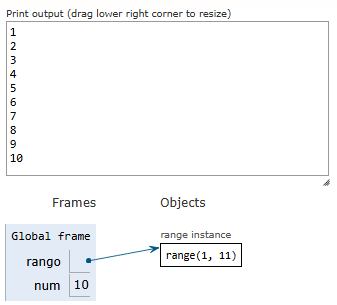 Print output (drag lower right corner to resize)
1
2
3
4
5
6
7
8
9
10
Frames Objects
Global frame
rango
num 10
range instance
range(1, 11)